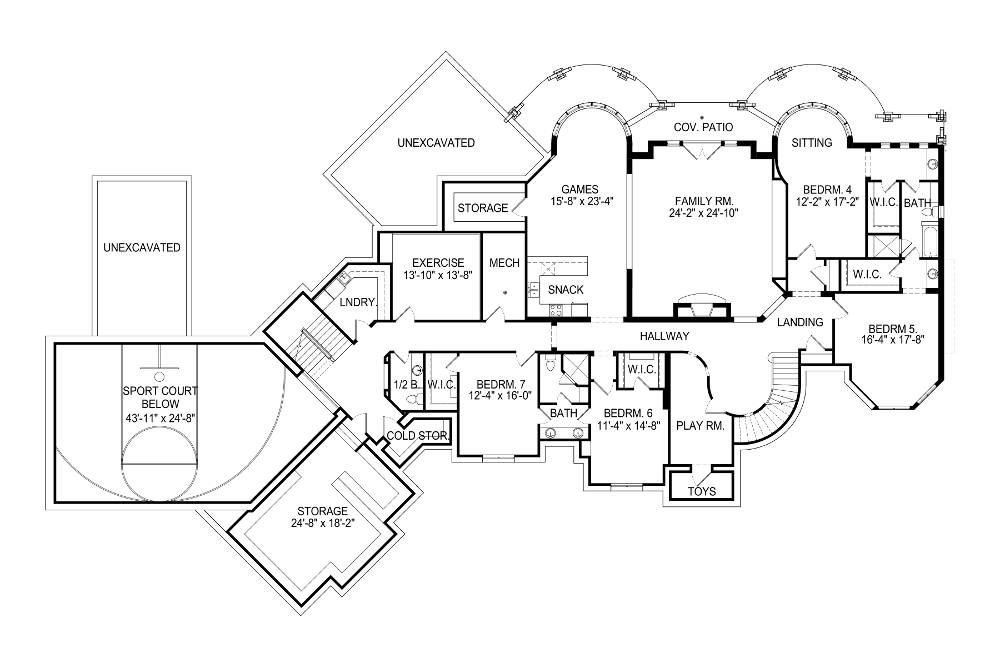 COV. PATIO
UNEXCAVATED
SITTING
GAMES
15'-8" x 23'-4"
BEDRM. 4
12'-2" x 17'-2"
FAMILY RM.
24'-2" x 24'-10"
W.I.C.
BATH
STORAGE
UNEXCAVATED
EXERCISE
13'-10" x 13'-8"
MECH
W.I.C.
SNACK
LNDRY.
LANDING
BEDRM 5.
16'-4" x 17'-8"
HALLWAY
SPORT COURT
BELOW
43'-11" x 24'-8"
1/2 B.
W.I.C.
BEDRM. 7
12'-4" x 16'-0"
W.I.C.
BATH
BEDRM. 6
11'-4" x 14'-8"
PLAY RM.
COLD STOR.
TOYS
STORAGE
24'-8" x 18'-2"